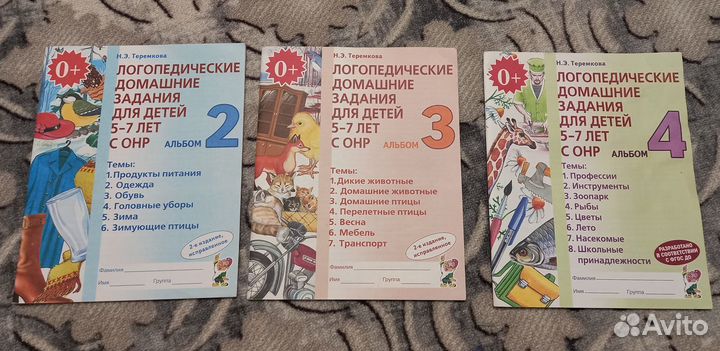 0+
Н.Э. Теремкова
ЛОГОПЕДИЧЕСКИЕ
ДОМАШНИЕ
ЗАДАНИЯ
ДЛЯ ДЕТЕЙ
5–7 ЛЕТ
С ОНР АЛЬБОМ 2
Темы:
1.Продукты питания
2. Одежда
3. Обувь
4. Головные уборы
5. Зима
6. Зимующие птицы
Фамилия
Имя Группа
0+
Н.Э. Теремкова
ЛОГОПЕДИЧЕСКИЕ
ДОМАШНИЕ
ЗАДАНИЯ
ДЛЯ ДЕТЕЙ
5–7 ЛЕТ
С ОНР АЛЬБОМ 3
Темы:
1.Дикие животные
2. Домашние животные
3. Домашние птицы
4. Перелетные птицы
5. Весна
6. Мебель
7. Транспорт
2-е издание,
исправленное
Фамилия
Имя Группа
0+
Н.Э. Теремкова
ЛОГОПЕДИЧЕСКИЕ
ДОМАШНИЕ
ЗАДАНИЯ
ДЛЯ ДЕТЕЙ
5–7 ЛЕТ
С ОНР АЛЬБОМ 4
Темы:
1. Профессии
2. Инструменты
3. Зоопарк
4. Рыбы
5. Цветы
6. Лето
7. Насекомые
8. Школьные
принадлежности
РАЗРАБОТАНО
В СООТВЕТСТВИИ
С ФГОС ДО
Фамилия
Имя Группа
Avito